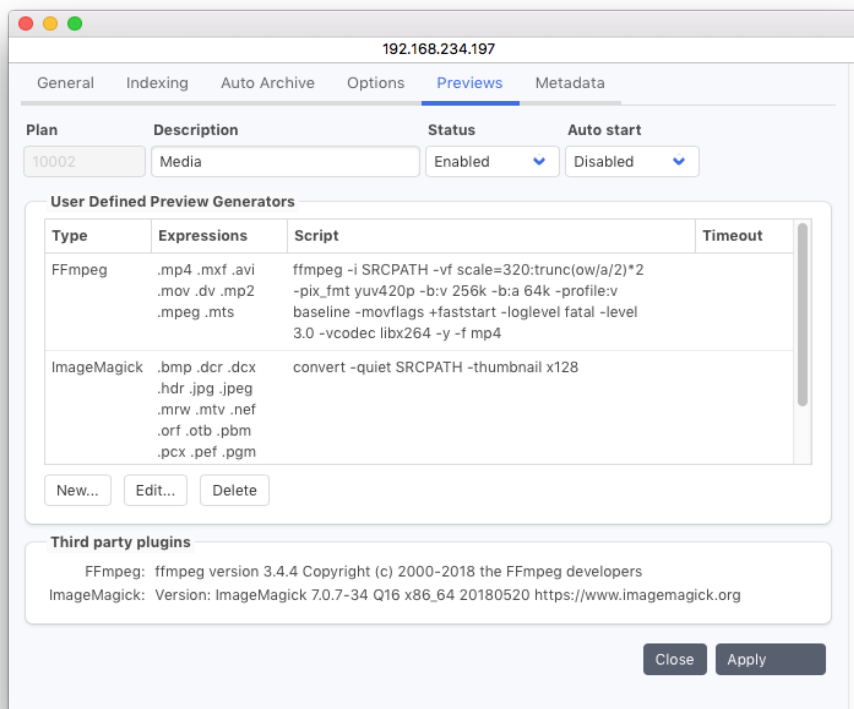 192.168.234.197
General Indexing Auto Archive Options Previews Metadata
Plan Description Status Auto start
10002 Media Enabled Disabled
User Defined Preview Generators
Type Expressions Script Timeout
FFmpeg .mp4 .mxf .avi ffmpeg -i SRCPATH -vf scale=320:trunc(ow/a/2)*2
.mov .dv .mp2 -pix_fmt yuv420p -b:v 256k -b:a 64k -profile:v
.mpeg .mts baseline -movflags +faststart -loglevel fatal -level
3.0 -vcodec libx264 -y -f mp4
ImageMagick .bmp .dcr .dcx convert -quiet SRCPATH -thumbnail x128
.hdr .jpg .jpeg
.mrw .mtv .nef
.orf .otb .pbm
.pcx .pef .pgm
New... Edit... Delete
Third party plugins
FFmpeg: ffmpeg version 3.4.4 Copyright (c) 2000-2018 the FFmpeg developers
ImageMagick: Version: ImageMagick 7.0.7-34 Q16 x86_64 20180520 https://www.imagemagick.org
Close Apply